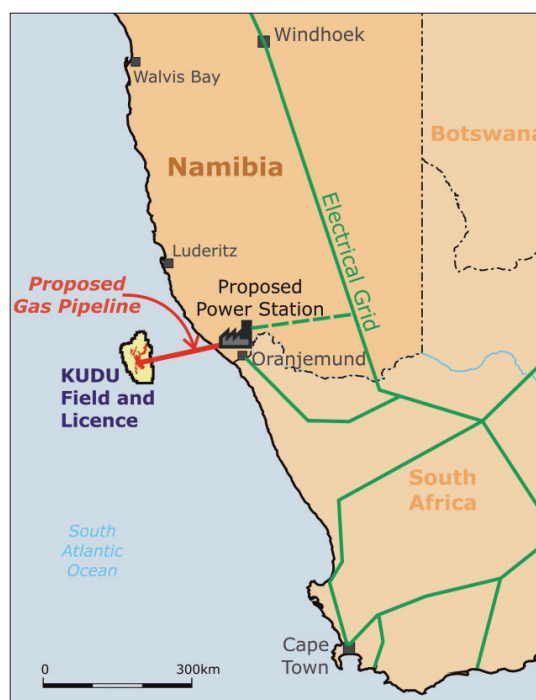 Windhoek
Walvis Bay
Botswana
Namibia
Electrical Grid
Luderitz
Proposed
Gas Pipeline
Proposed
Power Station
Oranjemund
KUDU
Field and
Licence
South
Africa
South
Atlantic
Ocean
Cape
Town
0
300km